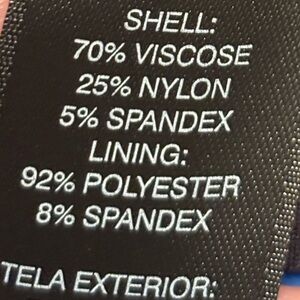 SHELL:
70% VISCOSE
25% NYLON
5% SPANDEX
LINING:
92% POLYESTER
8% SPANDEX
TELA EXTERIOR: